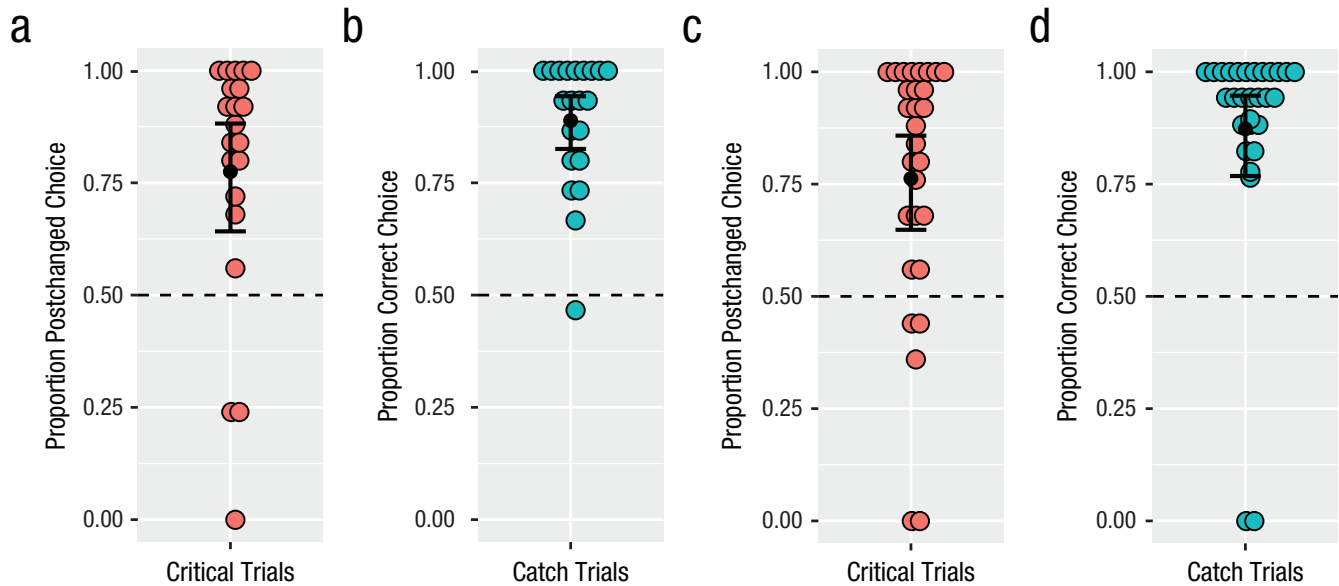 a
Proportion Postchanged Choice
1.00
0.75
0.50
0.25
0.00
Critical Trials
b
Proportion Correct Choice
1.00
0.75
0.50
0.25
0.00
Catch Trials
c
Proportion Postchanged Choice
1.00
0.75
0.50
0.25
0.00
Critical Trials
d
Proportion Correct Choice
1.00
0.75
0.50
0.25
0.00
Catch Trials